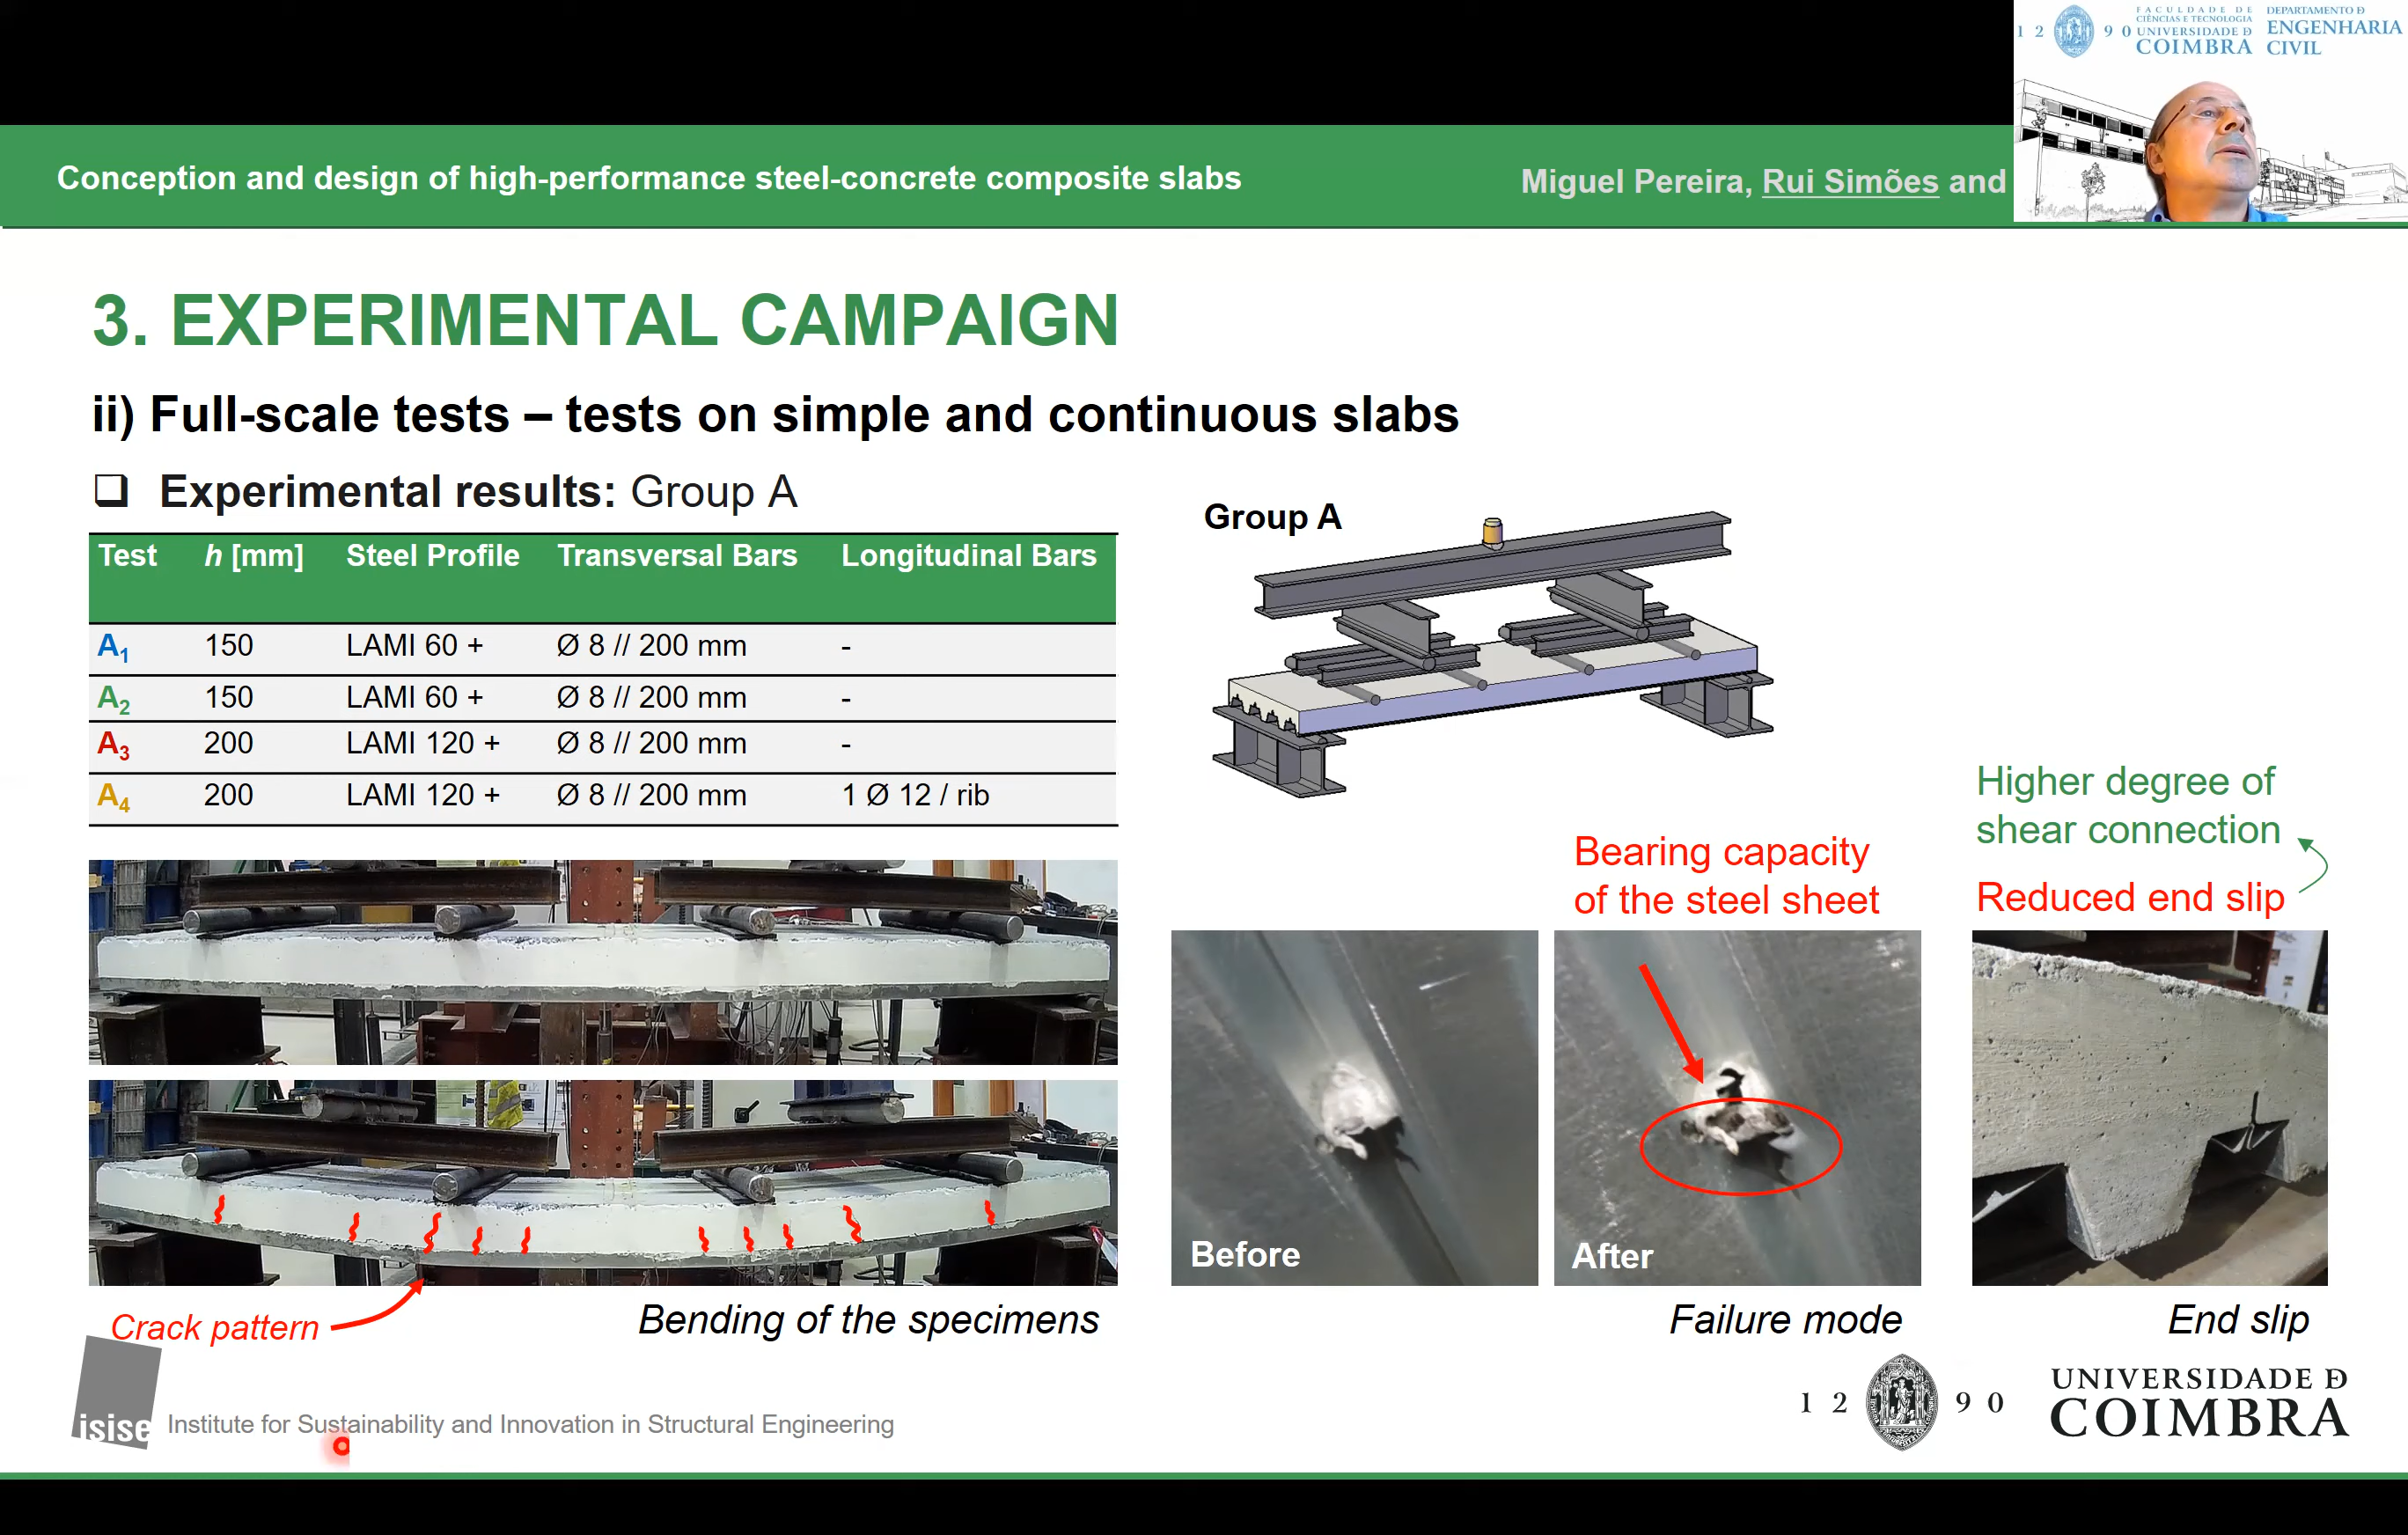 1 2 9 0
FACULDADE DE
CIÊNCIAS E TECNOLOGIA
UNIVERSIDADE Ð
COIMBRA
DEPARTAMENTO Ð
ENGENHARIA
CIVIL
Conception and design of high-performance steel-concrete composite slabs
Miguel Pereira, Rui Simões and
3. EXPERIMENTAL CAMPAIGN
ii) Full-scale tests – tests on simple and continuous slabs
❑ Experimental results: Group A
Test h [mm] Steel Profile Transversal Bars Longitudinal Bars
A1 150 LAMI 60 + Ø 8 // 200 mm -
A2 150 LAMI 60 + Ø 8 // 200 mm -
A3 200 LAMI 120 + Ø 8 // 200 mm -
A4 200 LAMI 120 + Ø 8 // 200 mm 1 Ø 12 / rib
Group A
Higher degree of
shear connection
Bearing capacity
of the steel sheet
Reduced end slip
Before
After
Crack pattern
Bending of the specimens
Failure mode
End slip
isise
Institute for Sustainability and Innovation in Structural Engineering
1 2 9 0
UNIVERSIDADE Ð
COIMBRA